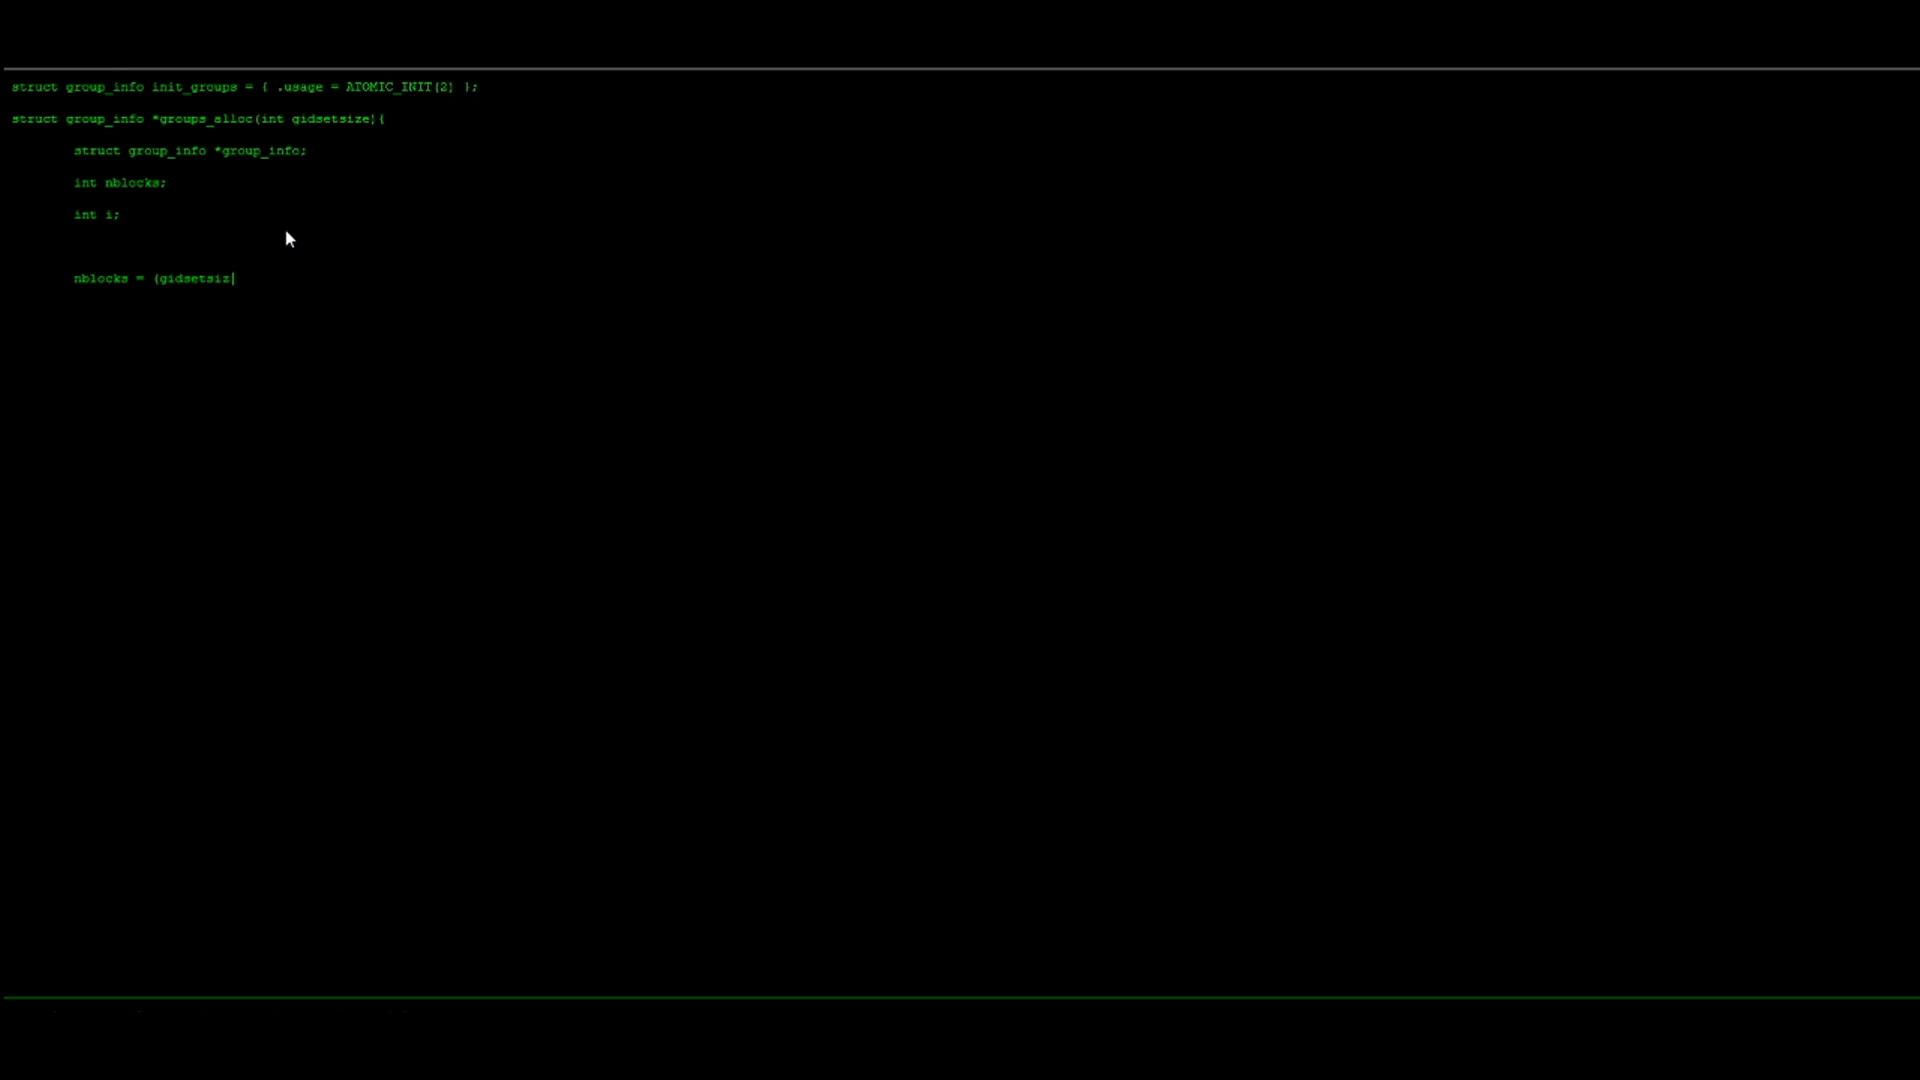 struct group_info init_groups = { .usage = ATOMIC_INIT(2) };
struct group_info *groups_alloc(int gidsetsize){
struct group_info *group_info;
int nblocks;
int i;
nblocks = (gidsetsiz